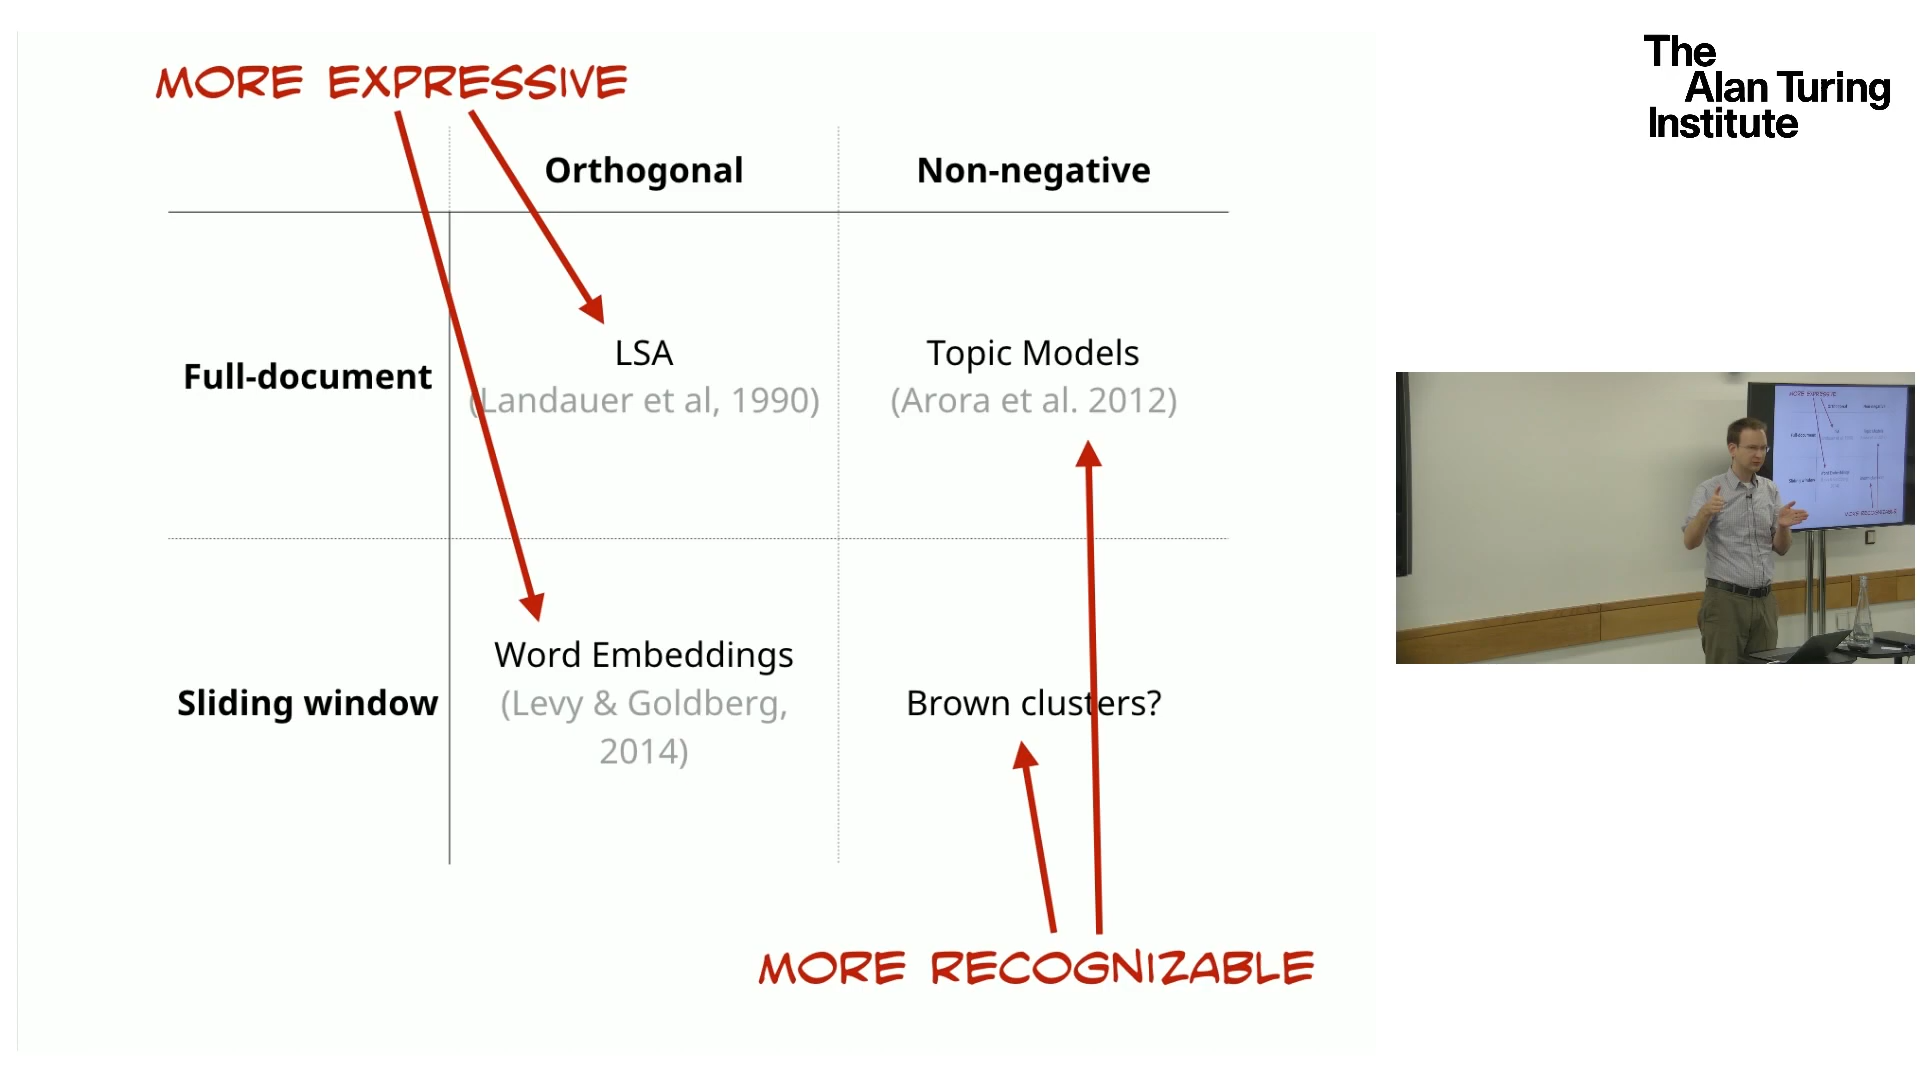 MORE EXPRESSIVE
The
Alan Turing
Institute
Orthogonal
Non-negative
Full-document
LSA
(Landauer et al, 1990)
Topic Models
(Arora et al. 2012)
Sliding window
Word Embeddings
(Levy & Goldberg,
2014)
Brown clusters?
MORE RECOGNIZABLE